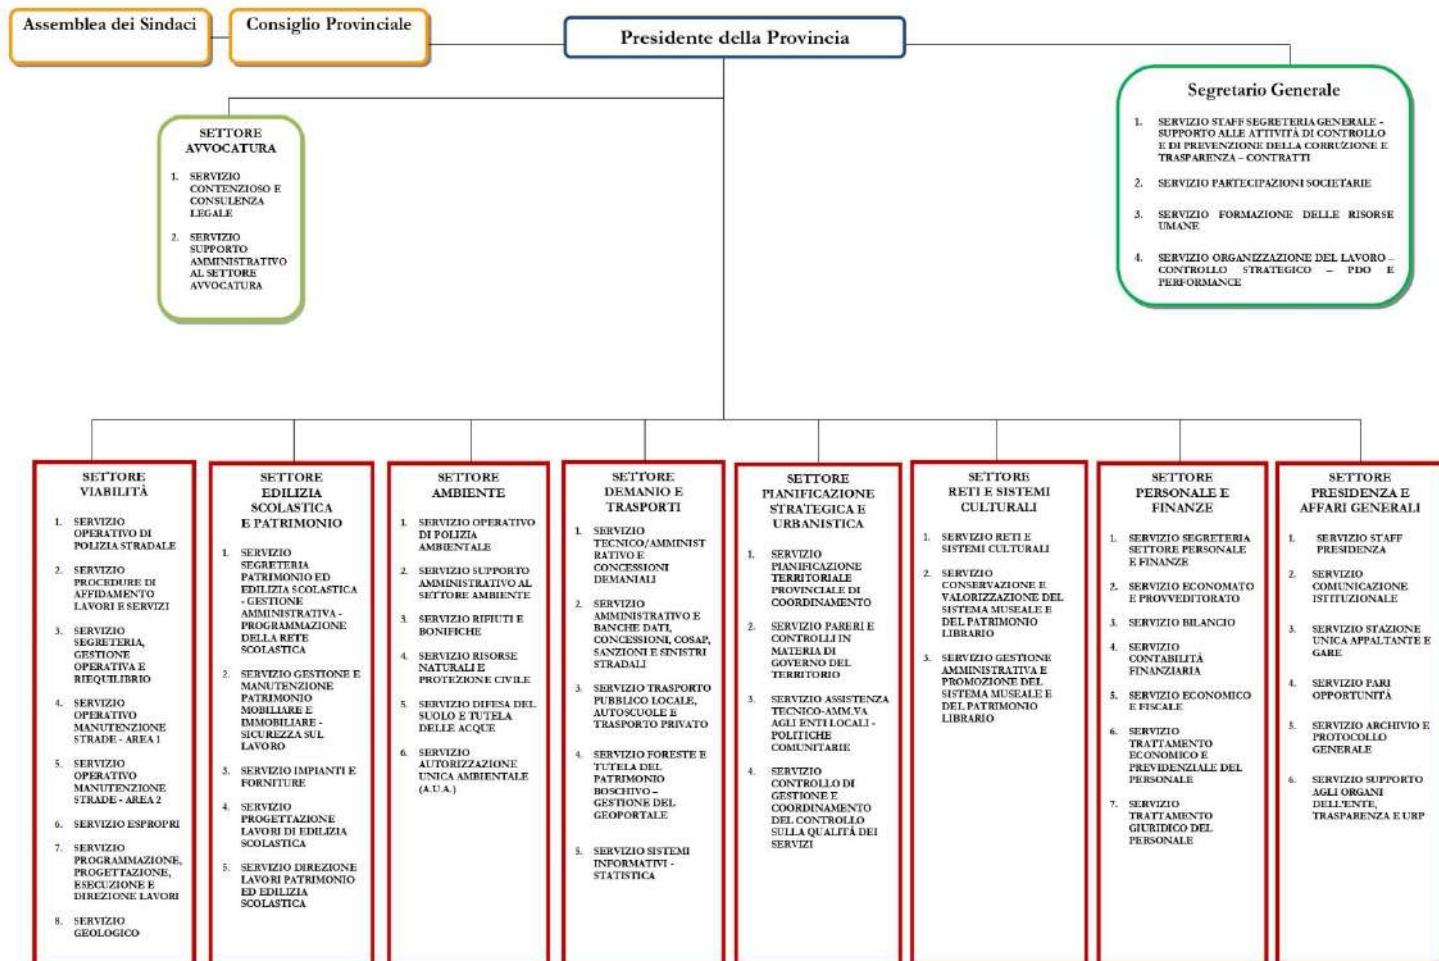 Assemblea dei Sindaci
Consiglio Provinciale
Presidente della Provincia
Segretario Generale
1. SERVIZIO STAFF SEGRETERIA GENERALE -
SUPPORTO ALLE ATTIVITÀ DI CONTROLLO
E DI PREVENZIONE DELLA CORRUZIONE E
TRASPARENZA – CONTRATTI
2. SERVIZIO PARTECIPAZIONI SOCIETARIE
3. SERVIZIO FORMAZIONE DELLE RISORSE
UMANE
4. SERVIZIO ORGANIZZAZIONE DEL LAVORO –
CONTROLLO STRATEGICO – PDO E
PERFORMANCE
SETTORE
AVVOCATURA
1. SERVIZIO
CONTENZIOSO E
CONSULENZA
LEGALE
2. SERVIZIO
SUPPORTO
AMMINISTRATIVO
AL SETTORE
AVVOCATURA
SETTORE
VIABILITÀ
1. SERVIZIO
OPERATIVO DI
POLIZIA STRADALE
2. SERVIZIO
PROCEDURE DI
AFFIDAMENTO
LAVORI E SERVIZI
3. SERVIZIO
SEGRETERIA,
GESTIONE
OPERATIVA E
RIEQUILIBRIO
4. SERVIZIO
OPERATIVO
MANUTENZIONE
STRADE - AREA 1
5. SERVIZIO
OPERATIVO
MANUTENZIONE
STRADE - AREA 2
6. SERVIZIO ESPROPRI
7. SERVIZIO
PROGRAMMAZIONE,
PROGETTAZIONE,
ESECUZIONE E
DIREZIONE LAVORI
8. SERVIZIO
GEOLOGICO
SETTORE
EDILIZIA
SCOLASTICA
E PATRIMONIO
1. SERVIZIO
SEGRETERIA
PATRIMONIO ED
EDILIZIA SCOLASTICA
- GESTIONE
AMMINISTRATIVA -
PROGRAMMAZIONE
DELLA RETE
SCOLASTICA
2. SERVIZIO GESTIONE E
MANUTENZIONE
PATRIMONIO
MOBILIARE E
IMMOBILIARE -
SICUREZZA SUL
LAVORO
3. SERVIZIO IMPIANTI E
FORNITURE
4. SERVIZIO
PROGETTAZIONE
LAVORI DI EDILIZIA
SCOLASTICA
5. SERVIZIO DIREZIONE
LAVORI PATRIMONIO
ED EDILIZIA
SCOLASTICA
SETTORE
AMBIENTE
1. SERVIZIO OPERATIVO
DI POLIZIA
AMBIENTALE
2. SERVIZIO SUPPORTO
AMMINISTRATIVO AL
SETTORE AMBIENTE
3. SERVIZIO RIFIUTI E
BONIFICHE
4. SERVIZIO RISORSE
NATURALI E
PROTEZIONE CIVILE
5. SERVIZIO DIFESA DEL
SUOLO E TUTELA
DELLE ACQUE
6. SERVIZIO
AUTORIZZAZIONE
UNICA AMBIENTALE
(A.U.A.)
SETTORE
DEMANIO E
TRASPORTI
1. SERVIZIO
TECNICO/AMMINIST
RATIVO E
CONCESSIONI
DEMANIALI
2. SERVIZIO
AMMINISTRATIVO E
BANCHE DATI,
CONCESSIONI, COSAP,
SANZIONI E SINISTRI
STRADALI
3. SERVIZIO TRASPORTO
PUBBLICO LOCALE,
AUTOSCUOLE E
TRASPORTO PRIVATO
4. SERVIZIO FORESTE E
TUTELA DEL
PATRIMONIO
BOSCHIVO –
GESTIONE DEL
GEOPORTALE
5. SERVIZIO SISTEMI
INFORMATIVI -
STATISTICA
SETTORE
PIANIFICAZIONE
STRATEGICA E
URBANISTICA
1. SERVIZIO
PIANIFICAZIONE
TERRITORIALE
PROVINCIALE DI
COORDINAMENTO
2. SERVIZIO PARERI E
CONTROLLI IN
MATERIA DI
GOVERNO DEL
TERRITORIO
3. SERVIZIO ASSISTENZA
TECNICO-AMM.VA
AGLI ENTI LOCALI -
POLITICHE
COMUNITARIE
4. SERVIZIO
CONTROLLO DI
GESTIONE E
COORDINAMENTO
DEL CONTROLLO
SULLA QUALITÀ DEI
SERVIZI
SETTORE
RETI E SISTEMI
CULTURALI
1. SERVIZIO RETI E
SISTEMI CULTURALI
2. SERVIZIO
CONSERVAZIONE E
VALORIZZAZIONE DEL
SISTEMA MUSEALE E
DEL PATRIMONIO
LIBRARIO
3. SERVIZIO GESTIONE
AMMINISTRATIVA E
PROMOZIONE DEL
SISTEMA MUSEALE E
DEL PATRIMONIO
LIBRARIO
SETTORE
PERSONALE E
FINANZE
1. SERVIZIO SEGRETERIA
SETTORE PERSONALE
E FINANZE
2. SERVIZIO ECONOMATO
E PROVVEDITORATO
3. SERVIZIO BILANCIO
4. SERVIZIO
CONTABILITÀ
FINANZIARIA
5. SERVIZIO ECONOMICO
E FISCALE
6. SERVIZIO
TRATTAMENTO
ECONOMICO E
PREVIDENZIALE DEL
PERSONALE
7. SERVIZIO
TRATTAMENTO
GIURIDICO DEL
PERSONALE
SETTORE
PRESIDENZA E
AFFARI GENERALI
1. SERVIZIO STAFF
PRESIDENZA
2. SERVIZIO
COMUNICAZIONE
ISTITUZIONALE
3. SERVIZIO STAZIONE
UNICA APPALTANTE E
GARE
4. SERVIZIO PARI
OPPORTUNITÀ
5. SERVIZIO ARCHIVIO E
PROTOCOLLO
GENERALE
6. SERVIZIO SUPPORTO
AGLI ORGANI
DELL'ENTE,
TRASPARENZA E URP